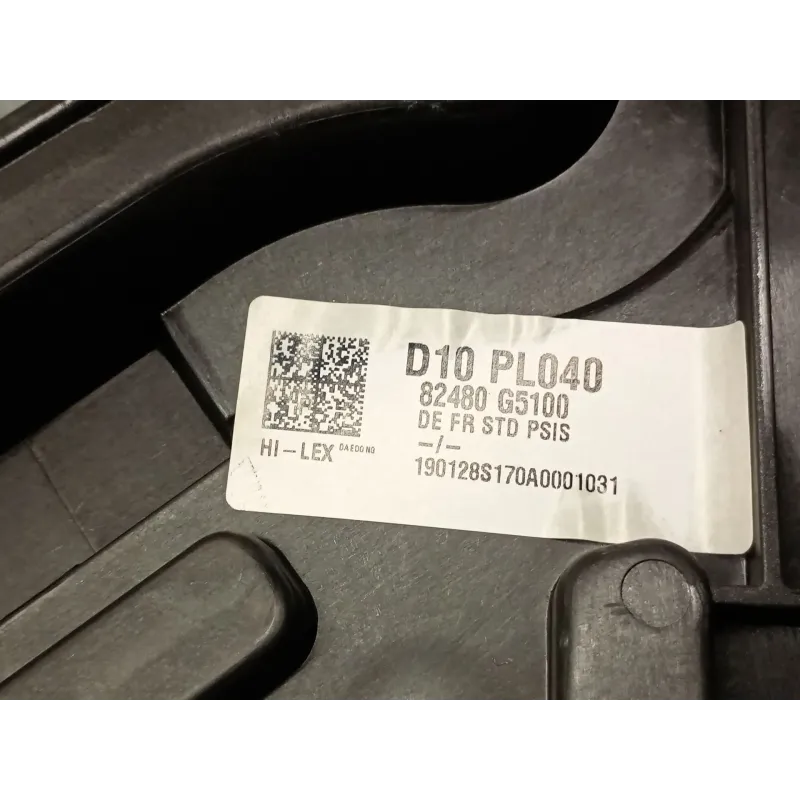 D10 PL040
82480 G5100
DE FR STD PSIS
-/-
190128S170A0001031
HI-LEX DAEDONG